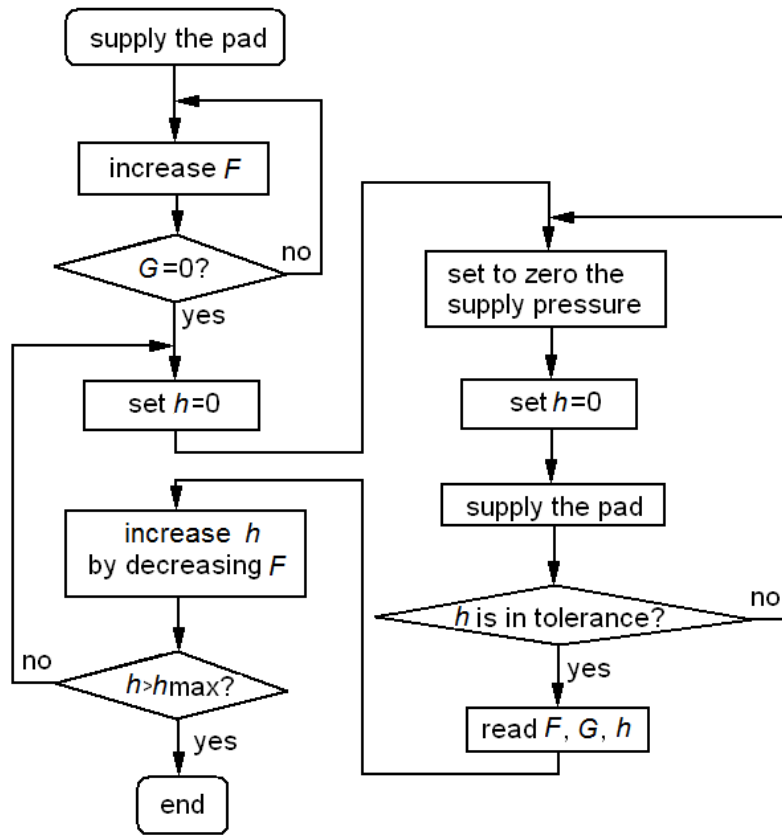 supply the pad
increase F
G=0?
no
yes
set h=0
set to zero the
supply pressure
set h=0
supply the pad
h is in tolerance?
no
yes
read F, G, h
increase h
by decreasing F
h>hmax?
no
yes
end